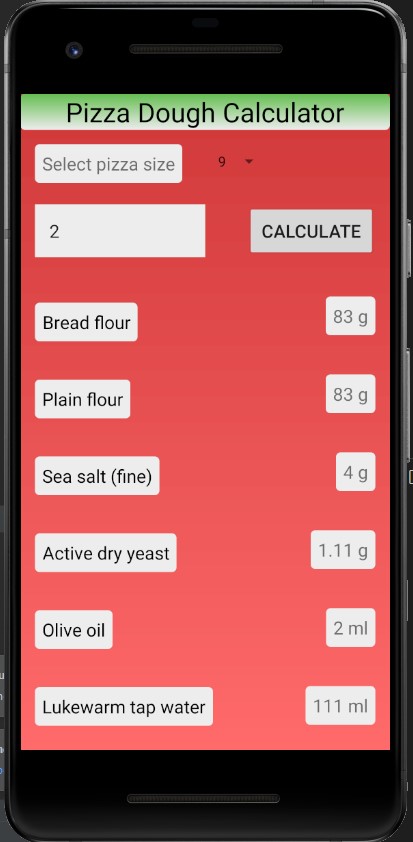 Pizza Dough Calculator
Select pizza size 9
2 CALCULATE
Bread flour 83 g
Plain flour 83 g
Sea salt (fine) 4 g
Active dry yeast 1.11 g
Olive oil 2 ml
Lukewarm tap water 111 ml